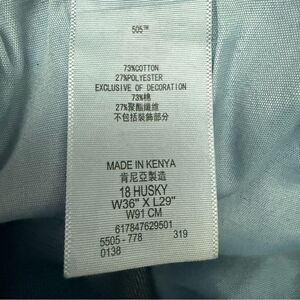 505™
73%COTTON
27%POLYESTER
EXCLUSIVE OF DECORATION
73%棉
27%聚酯纖維
不包括裝飾部分
MADE IN KENYA
肯尼亞製造
18 HUSKY
W36" X L29"
W91 CM
617847629501
5505-778 319
0138